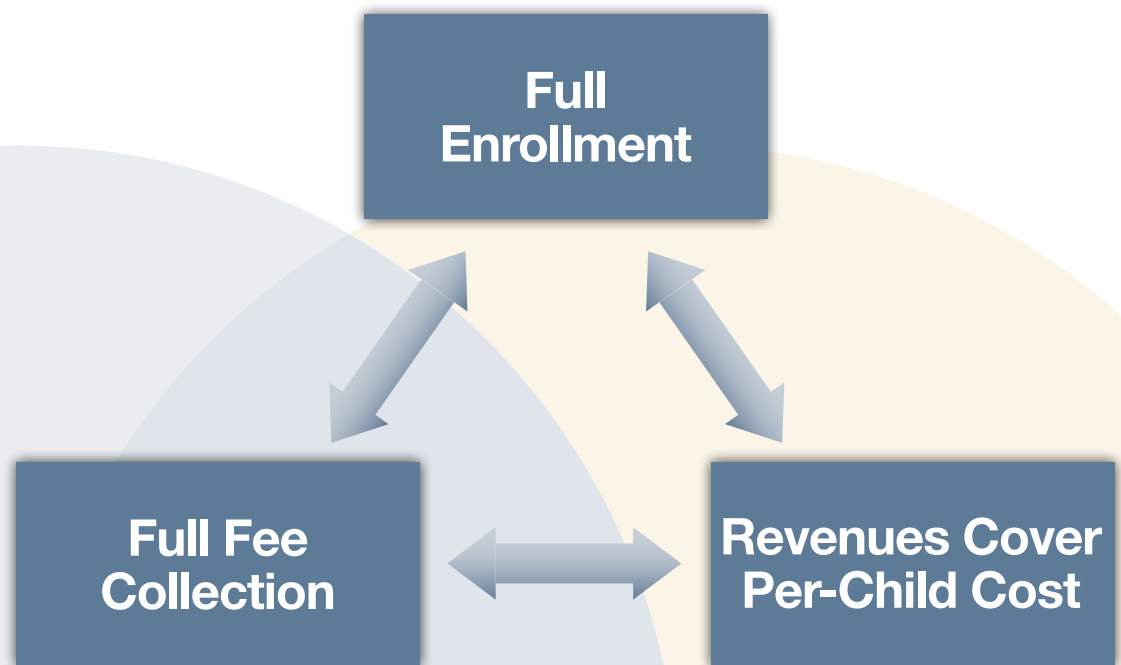 Full
Enrollment
Full Fee
Collection
Revenues Cover
Per-Child Cost